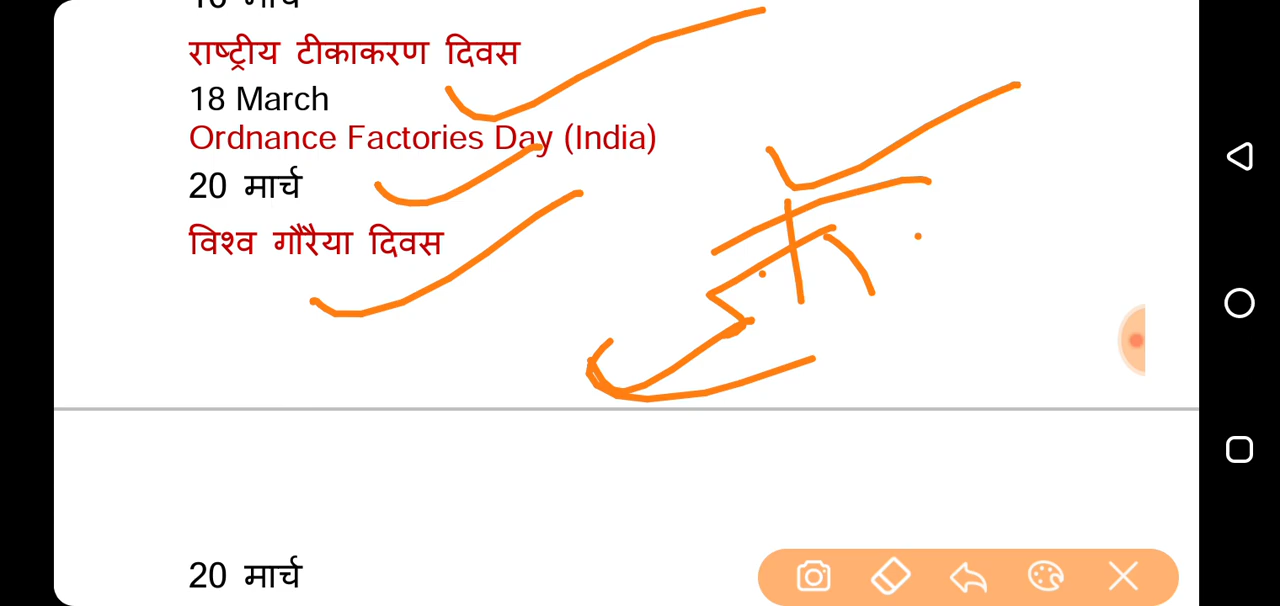 राष्ट्रीय टीकाकरण दिवस
18 March
Ordnance Factories Day (India)
20 मार्च
विश्व गौरैया दिवस
20 मार्च